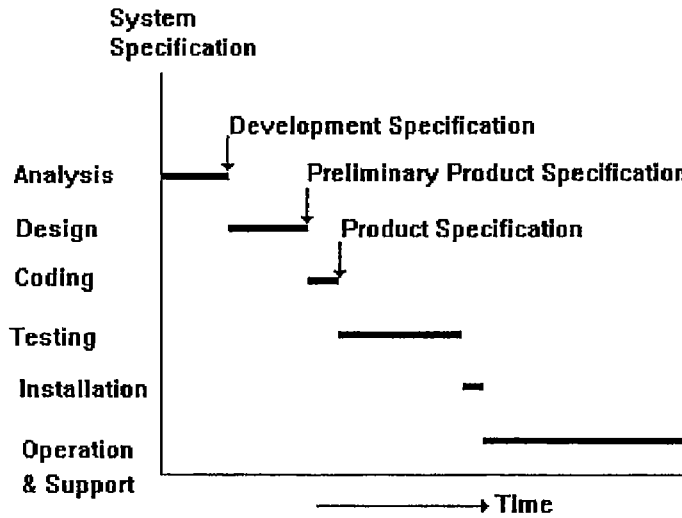 System
Specification
Development Specification
Analysis
Preliminary Product Specification
Design
Product Specification
Coding
Testing
Installation
Operation
& Support
Time